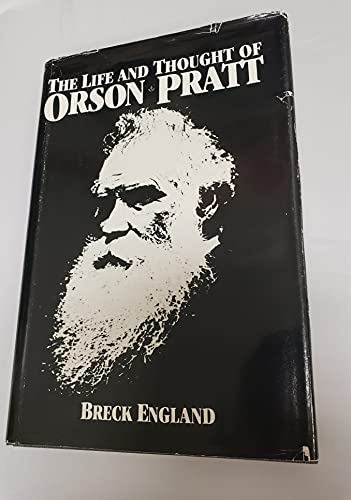 THE LIFE AND THOUGHT OF
ORSON PRATT
BRECK ENGLAND